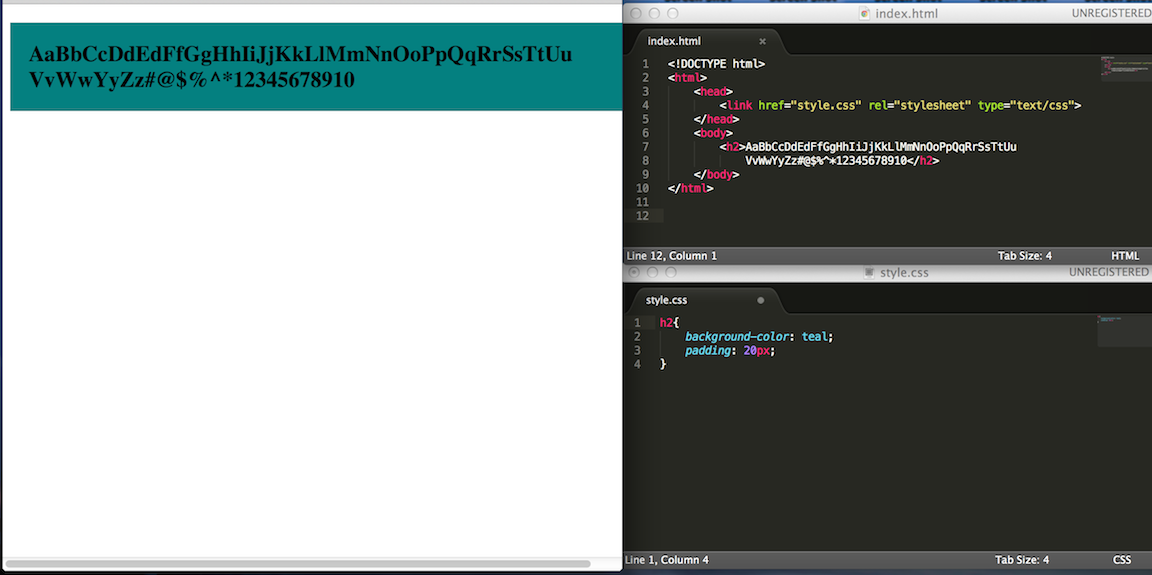 AaBbCcDdEdFfGgHhIiJjKkLlMmNnOoPpQqRrSsTtUu
VvWwYyZz#@$%^*12345678910
index.html
UNREGISTERED
index.html
1 <!DOCTYPE html>
2 <html>
3 <head>
4 <link href="style.css" rel="stylesheet" type="text/css">
5 </head>
6 <body>
7 <h2>AaBbCcDdEdFfGgHhIiJjKkLlMmNnOoPpQqRrSsTtUu
8 VvWwYyZz#@$%^*12345678910</h2>
9 </body>
10 </html>
11
12
Line 12, Column 1
Tab Size: 4
HTML
style.css
UNREGISTERED
style.css
1 h2{
2 background-color: teal;
3 padding: 20px;
4 }
Line 1, Column 4
Tab Size: 4
CSS